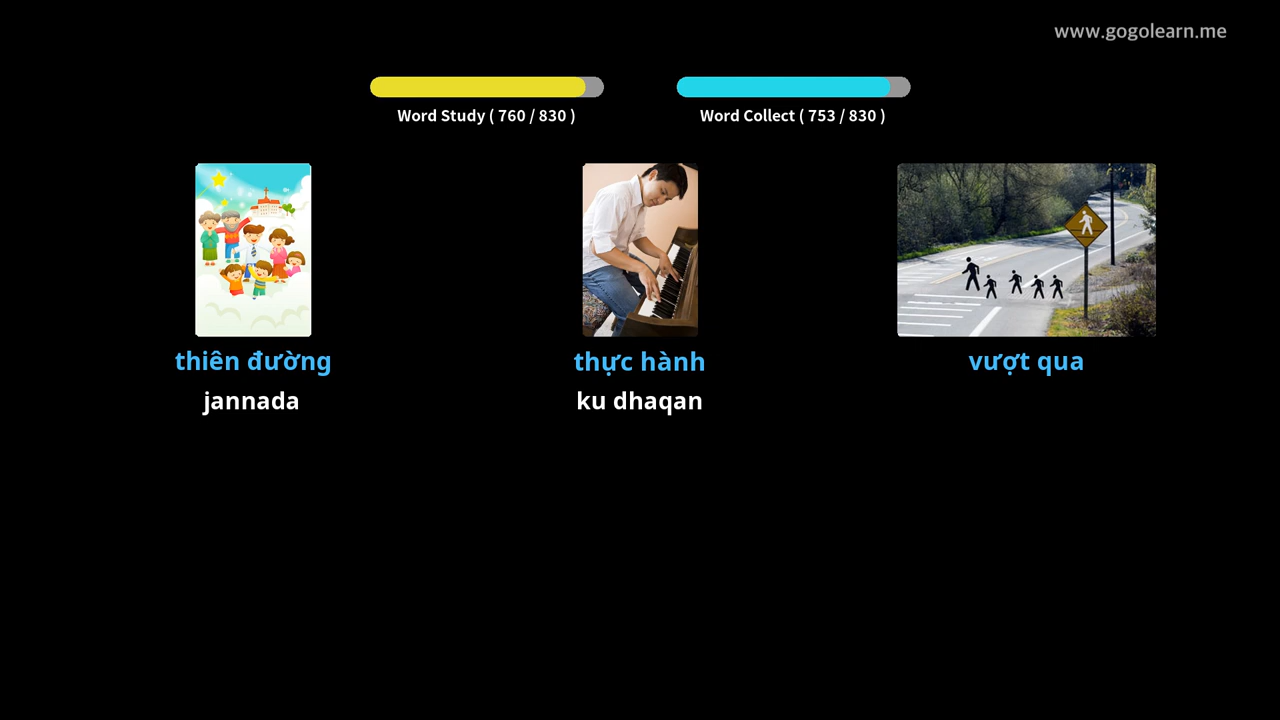 www.gogolearn.me
Word Study ( 760 / 830 )
Word Collect ( 753 / 830 )
thiên đường
thực hành
vượt qua
jannada
ku dhaqan